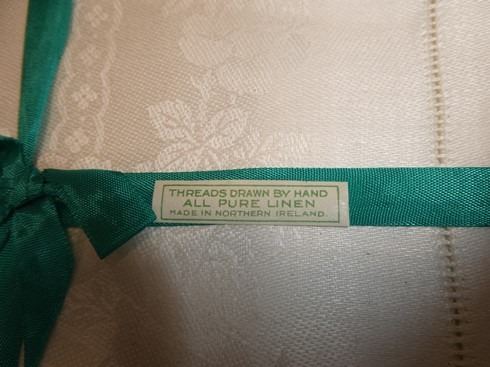 THREADS DRAWN BY HAND
ALL PURE LINEN
MADE IN NORTHERN IRELAND.